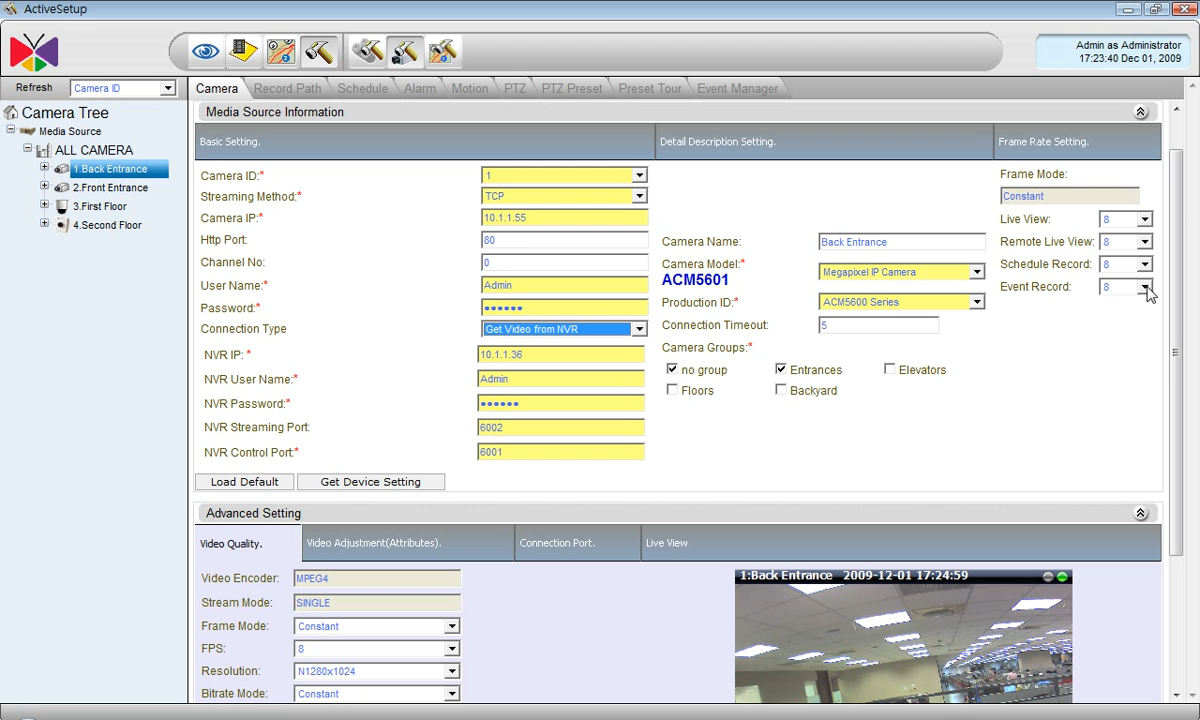 ActiveSetup
Admin as Administrator
17:23:40 Dec 01, 2009
Refresh
Camera ID
Camera
Record Path
Schedule
Alarm
Motion
PTZ
PTZ Preset
Preset Tour
Event Manager
Camera Tree
Media Source
ALL CAMERA
1.Back Entrance
2.Front Entrance
3.First Floor
4.Second Floor
Media Source Information
Basic Setting.
Detail Description Setting.
Frame Rate Setting.
Camera ID:* 1
Streaming Method:* TCP
Camera IP:* 10.1.1.55
Http Port: 80
Channel No: 0
User Name:* Admin
Password:* ••••••
Connection Type Get Video from NVR
NVR IP: * 10.1.1.36
NVR User Name:* Admin
NVR Password:* ••••••
NVR Streaming Port: 6002
NVR Control Port:* 6001
Load Default
Get Device Setting
Camera Name: Back Entrance
Camera Model:* Megapixel IP Camera
ACM5601
Production ID:* ACM5600 Series
Connection Timeout: 5
Camera Groups:*
no group Entrances Elevators
Floors Backyard
Frame Mode:
Constant
Live View: 8
Remote Live View: 8
Schedule Record: 8
Event Record: 8
Advanced Setting
Video Quality.
Video Adjustment(Attributes).
Connection Port.
Live View
Video Encoder: MPEG4
Stream Mode: SINGLE
Frame Mode: Constant
FPS: 8
Resolution: N1280x1024
Bitrate Mode: Constant
1:Back Entrance 2009-12-01 17:24:59